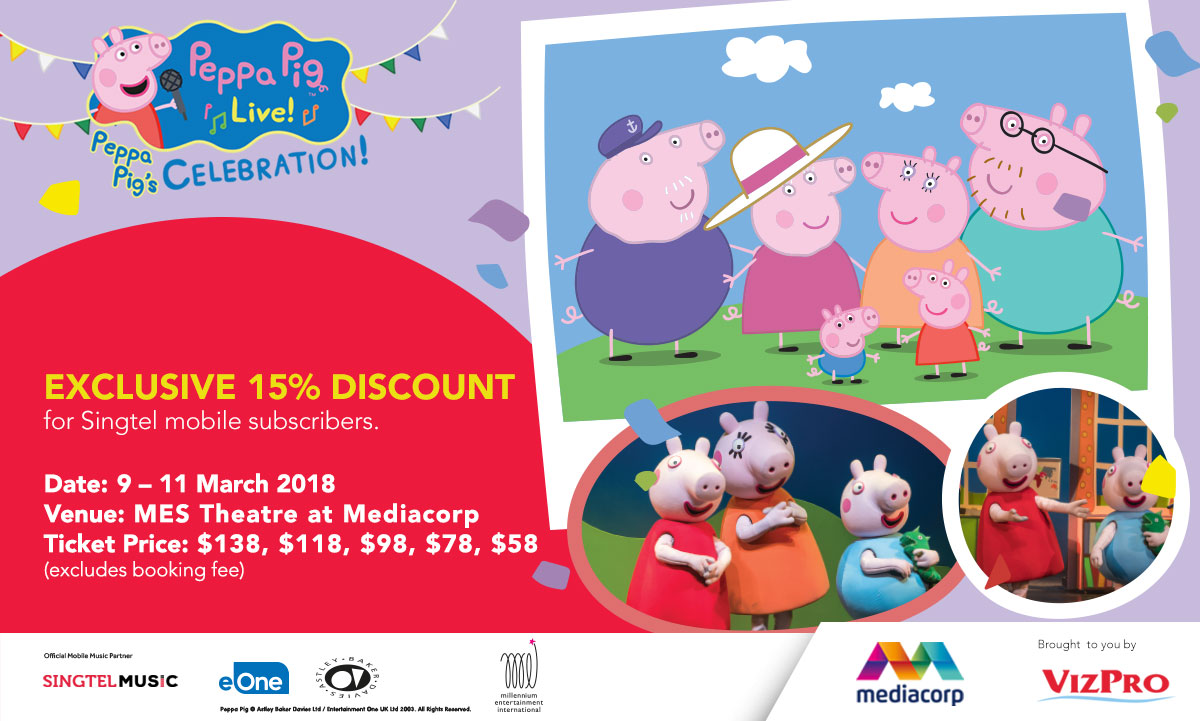 Peppa Pig
TM
Live!
Peppa
Pig's
CELEBRATION!
EXCLUSIVE 15% DISCOUNT
for Singtel mobile subscribers.
Date: 9 – 11 March 2018
Venue: MES Theatre at Mediacorp
Ticket Price: $138, $118, $98, $78, $58
(excludes booking fee)
Official Mobile Music Partner
SINGTEL MUSIC
eOne
ASTLEY · BAKER · DAVIES ·
millennium
entertainment
international
Peppa Pig © Astley Baker Davies Ltd / Entertainment One UK Ltd 2003. All Rights Reserved.
mediacorp
Brought to you by
VIZPRO